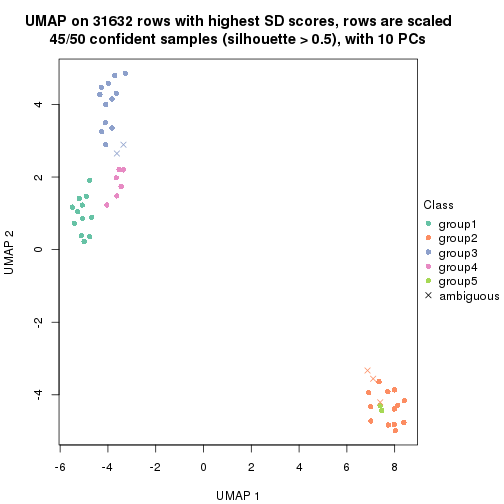 UMAP on 31632 rows with highest SD scores, rows are scaled
45/50 confident samples (silhouette > 0.5), with 10 PCs
UMAP 2
4
2
0
-2
-4
-6
-4
-2
0
2
4
6
8
UMAP 1
Class
group1
group2
group3
group4
group5
ambiguous